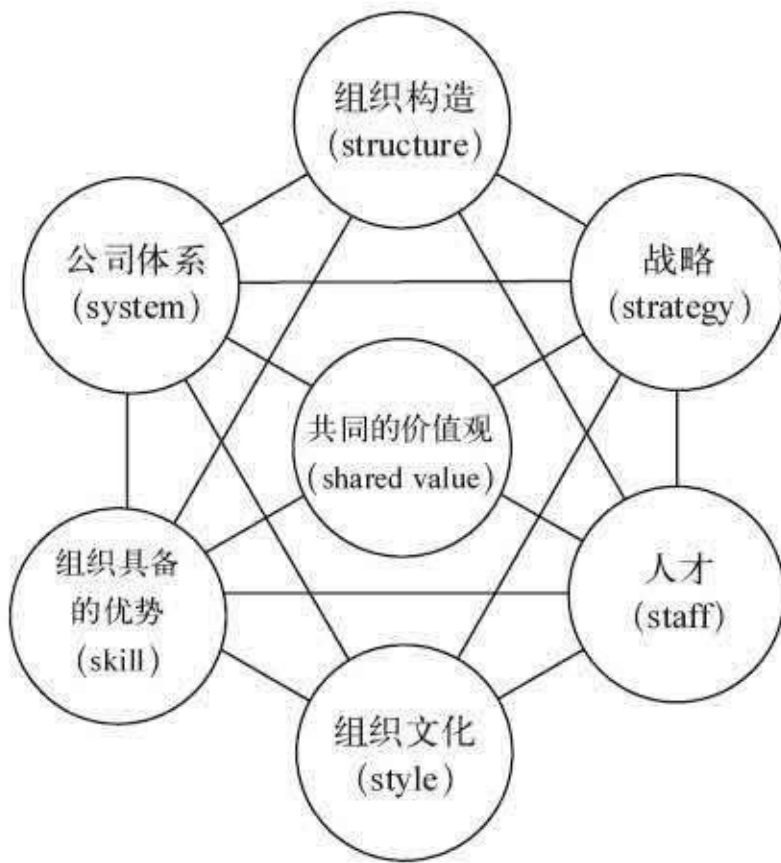 组织构造
(structure)
公司体系
(system)
战略
(strategy)
共同的价值观
(shared value)
组织具备
的优势
(skill)
人才
(staff)
组织文化
(style)